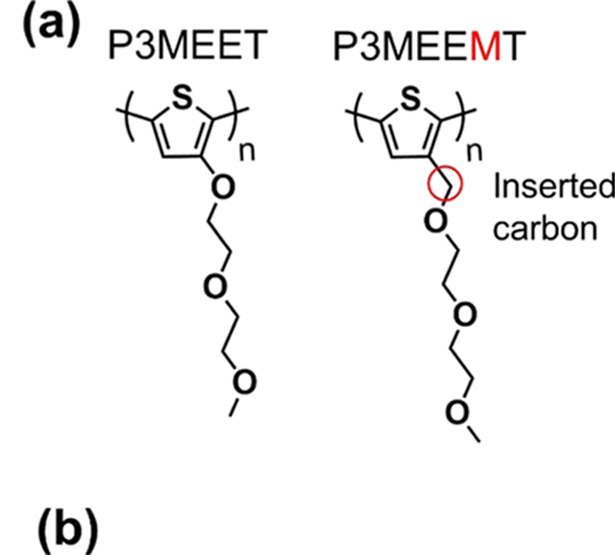 (a)
P3MEET P3MEEMT
S S
n n
O Inserted
O carbon
O O
O O
(b)